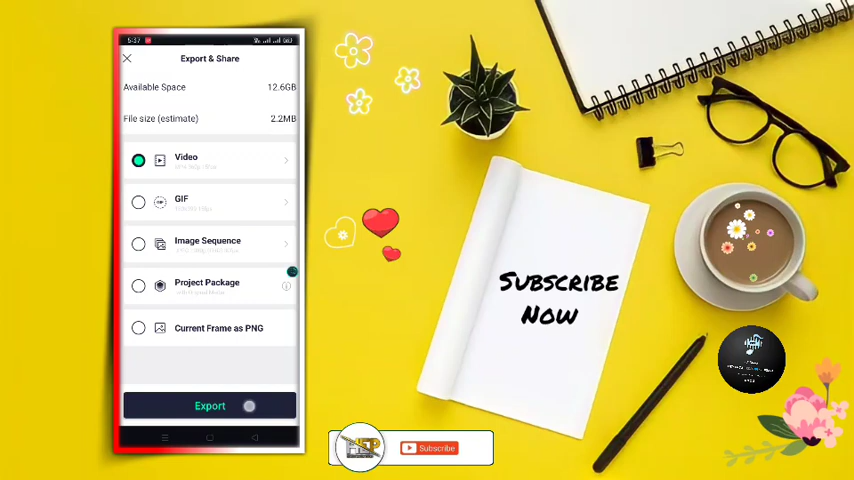 5:37
Export & Share
Available Space 12.6GB
File size (estimate) 2.2MB
Video
GIF
Image Sequence
Project Package
Current Frame as PNG
Export
SUBSCRIBE
NOW
Subscribe